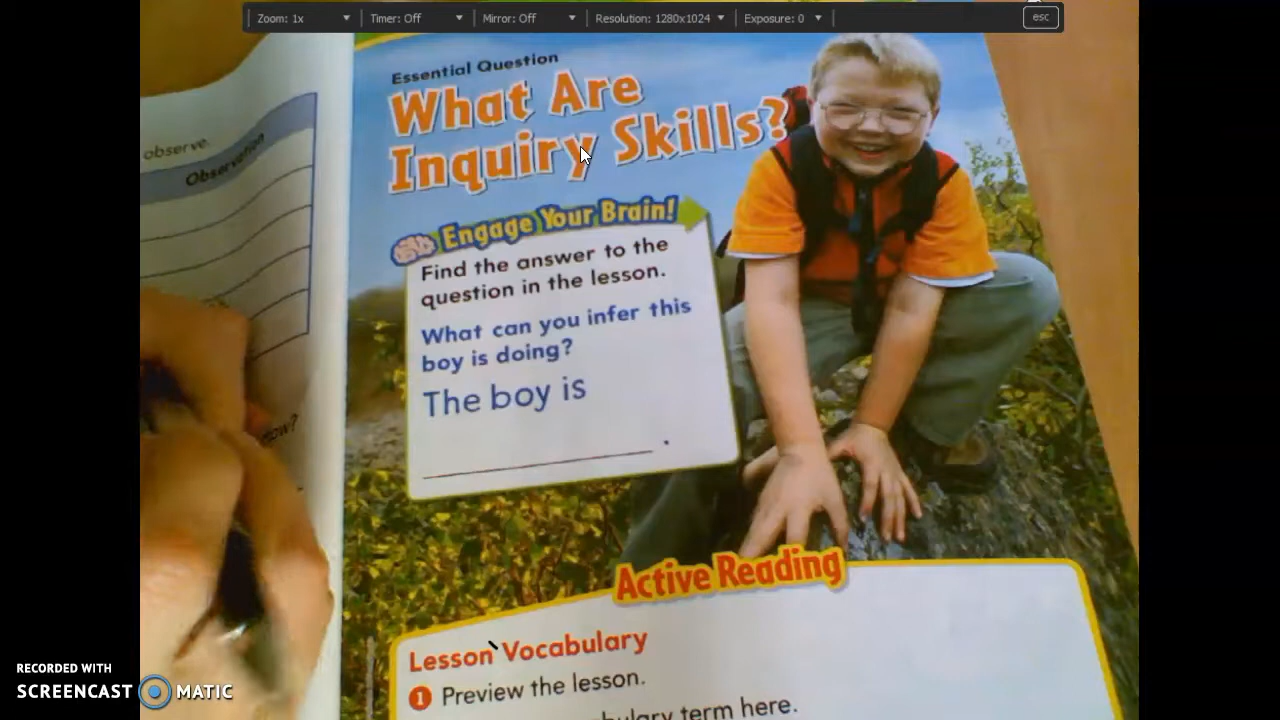 Zoom: 1x Timer: Off Mirror: Off Resolution: 1280x1024 Exposure: 0 esc
Essential Question
What Are
Inquiry Skills?
Engage Your Brain!
Find the answer to the
question in the lesson.
What can you infer this
boy is doing?
The boy is
.
observe.
Observation
Active Reading
Lesson Vocabulary
1 Preview the lesson.
term here.
RECORDED WITH
SCREENCAST MATIC